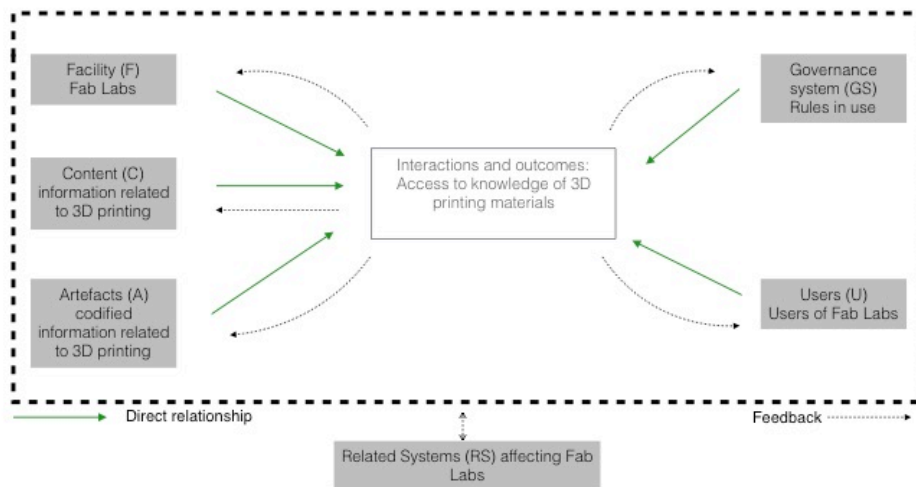 Facility (F)
Fab Labs
Governance
system (GS)
Rules in use
Interactions and outcomes:
Access to knowledge of 3D
printing materials
Content (C)
information related
to 3D printing
Artefacts (A)
codified
information related
to 3D printing
Users (U)
Users of Fab Labs
Direct relationship
Feedback
Related Systems (RS) affecting Fab
Labs